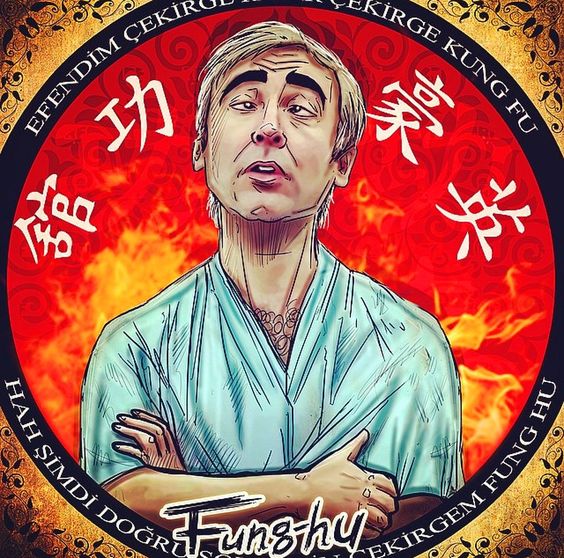 EFENDİM ÇEKİRGE ÇEKİRGE KUNG FU
英豪功館
Funghy
HAH ŞİMDİ DOĞRU ÇEKİRGEM FUNG HU